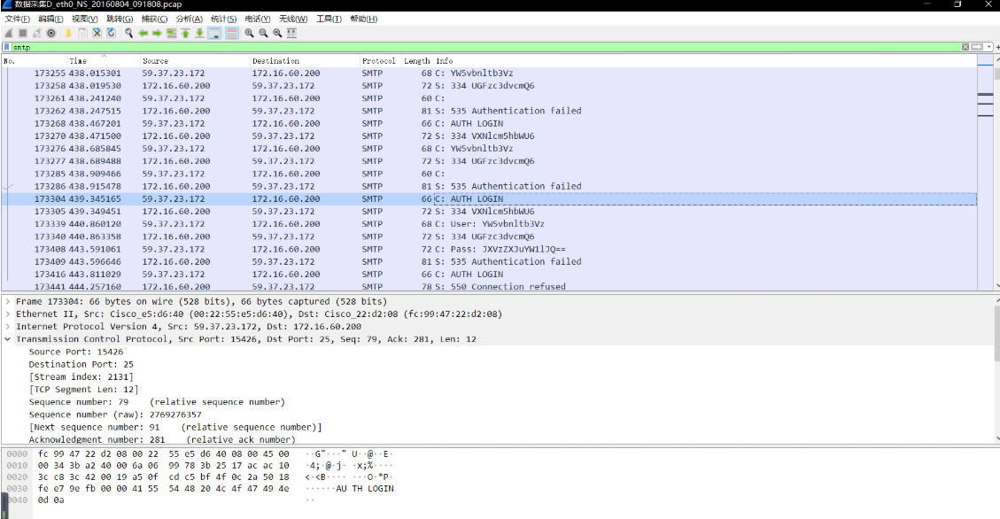 数据采集D_eth0_NS_20160804_091808.pcap
文件(F) 编辑(E) 视图(V) 跳转(G) 捕获(C) 分析(A) 统计(S) 电话(Y) 无线(W) 工具(T) 帮助(H)
smtp
No. Time Source Destination Protocol Length Info
173255 438.015301 59.37.23.172 172.16.60.200 SMTP 68 C: YW5vbnltb3Vz
173258 438.019530 172.16.60.200 59.37.23.172 SMTP 72 S: 334 UGFzc3dvcmQ6
173261 438.241240 59.37.23.172 172.16.60.200 SMTP 60 C:
173262 438.247515 172.16.60.200 59.37.23.172 SMTP 81 S: 535 Authentication failed
173268 438.467201 59.37.23.172 172.16.60.200 SMTP 66 C: AUTH LOGIN
173270 438.471500 172.16.60.200 59.37.23.172 SMTP 72 S: 334 VXNlcm5hbWU6
173276 438.685845 59.37.23.172 172.16.60.200 SMTP 68 C: YW5vbnltb3Vz
173277 438.689488 172.16.60.200 59.37.23.172 SMTP 72 S: 334 UGFzc3dvcmQ6
173285 438.909466 59.37.23.172 172.16.60.200 SMTP 60 C:
173286 438.915478 172.16.60.200 59.37.23.172 SMTP 81 S: 535 Authentication failed
173304 439.345165 59.37.23.172 172.16.60.200 SMTP 66 C: AUTH LOGIN
173305 439.349451 172.16.60.200 59.37.23.172 SMTP 72 S: 334 VXNlcm5hbWU6
173339 440.860120 59.37.23.172 172.16.60.200 SMTP 68 C: User: YW5vbnltb3Vz
173340 440.863358 172.16.60.200 59.37.23.172 SMTP 72 S: 334 UGFzc3dvcmQ6
173408 443.591061 59.37.23.172 172.16.60.200 SMTP 72 C: Pass: JXVzZXJuYW1lJQ==
173409 443.596646 172.16.60.200 59.37.23.172 SMTP 81 S: 535 Authentication failed
173416 443.811029 59.37.23.172 172.16.60.200 SMTP 66 C: AUTH LOGIN
173441 444.257160 172.16.60.200 59.37.23.172 SMTP 78 S: 550 Connection refused
Frame 173304: 66 bytes on wire (528 bits), 66 bytes captured (528 bits)
Ethernet II, Src: Cisco_e5:d6:40 (00:22:55:e5:d6:40), Dst: Cisco_22:d2:08 (fc:99:47:22:d2:08)
Internet Protocol Version 4, Src: 59.37.23.172, Dst: 172.16.60.200
Transmission Control Protocol, Src Port: 15426, Dst Port: 25, Seq: 79, Ack: 281, Len: 12
Source Port: 15426
Destination Port: 25
[Stream index: 2131]
[TCP Segment Len: 12]
Sequence number: 79 (relative sequence number)
Sequence number (raw): 2769276357
[Next sequence number: 91 (relative sequence number)]
Acknowledgment number: 281 (relative ack number)
0000 fc 99 47 22 d2 08 00 22 55 e5 d6 40 08 00 45 00 ··G"···" U··@··E·
0010 00 34 3b a2 40 00 6a 06 99 78 3b 25 17 ac ac 10 ·4;·@·j· ·x;%····
0020 3c c8 3c 42 00 19 a5 0f cd c5 bf 4f 0c 2a 50 18 <·<B···· ···O·*P·
0030 fe e7 9e fb 00 00 41 55 54 48 20 4c 4f 47 49 4e ······AU TH LOGIN
0040 0d 0a ··